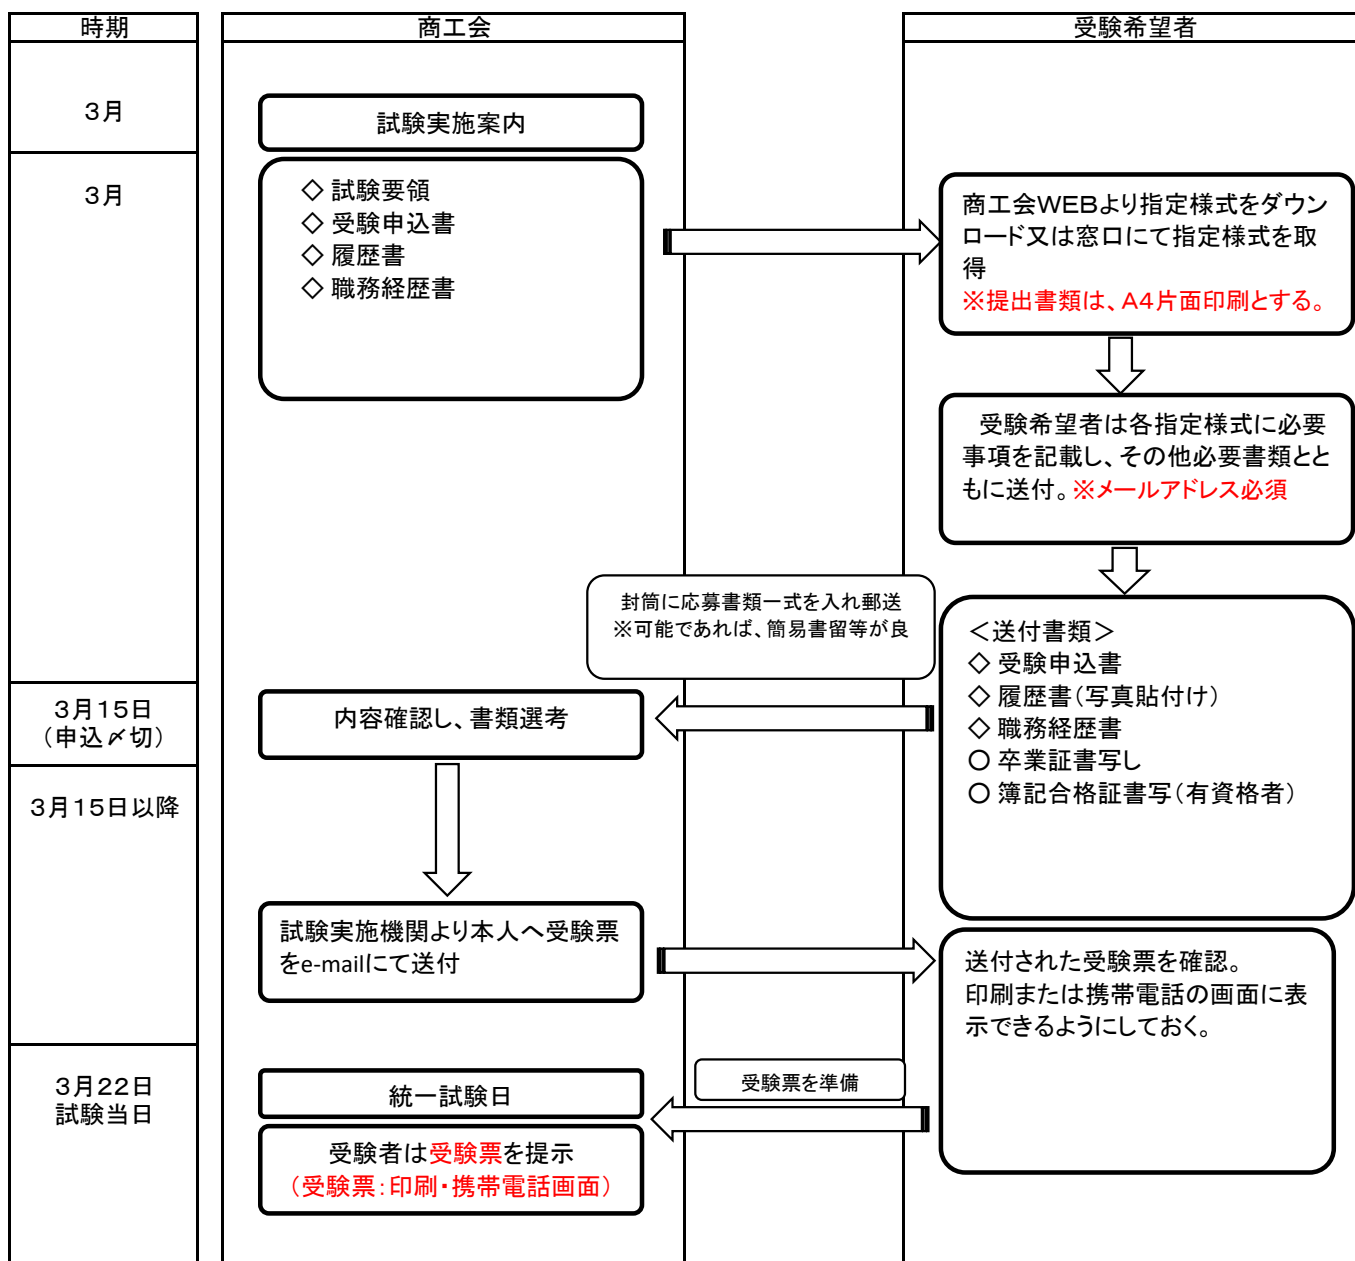 時期
商工会
受験希望者
3月
試験実施案内
3月
◇ 試験要領
◇ 受験申込書
◇ 履歴書
◇ 職務経歴書
商工会WEBより指定様式をダウン
ロード又は窓口にて指定様式を取
得
※提出書類は、A4片面印刷とする。
受験希望者は各指定様式に必要
事項を記載し、その他必要書類とと
もに送付。※メールアドレス必須
封筒に応募書類一式を入れ郵送
※可能であれば、簡易書留等が良
＜送付書類＞
◇ 受験申込書
◇ 履歴書(写真貼付け)
◇ 職務経歴書
○ 卒業証書写し
○ 簿記合格証書写(有資格者)
3月15日
(申込〆切)
内容確認し、書類選考
3月15日以降
試験実施機関より本人へ受験票
をe-mailにて送付
送付された受験票を確認。
印刷または携帯電話の画面に表
示できるようにしておく。
3月22日
試験当日
受験票を準備
統一試験日
受験者は受験票を提示
(受験票:印刷・携帯電話画面)